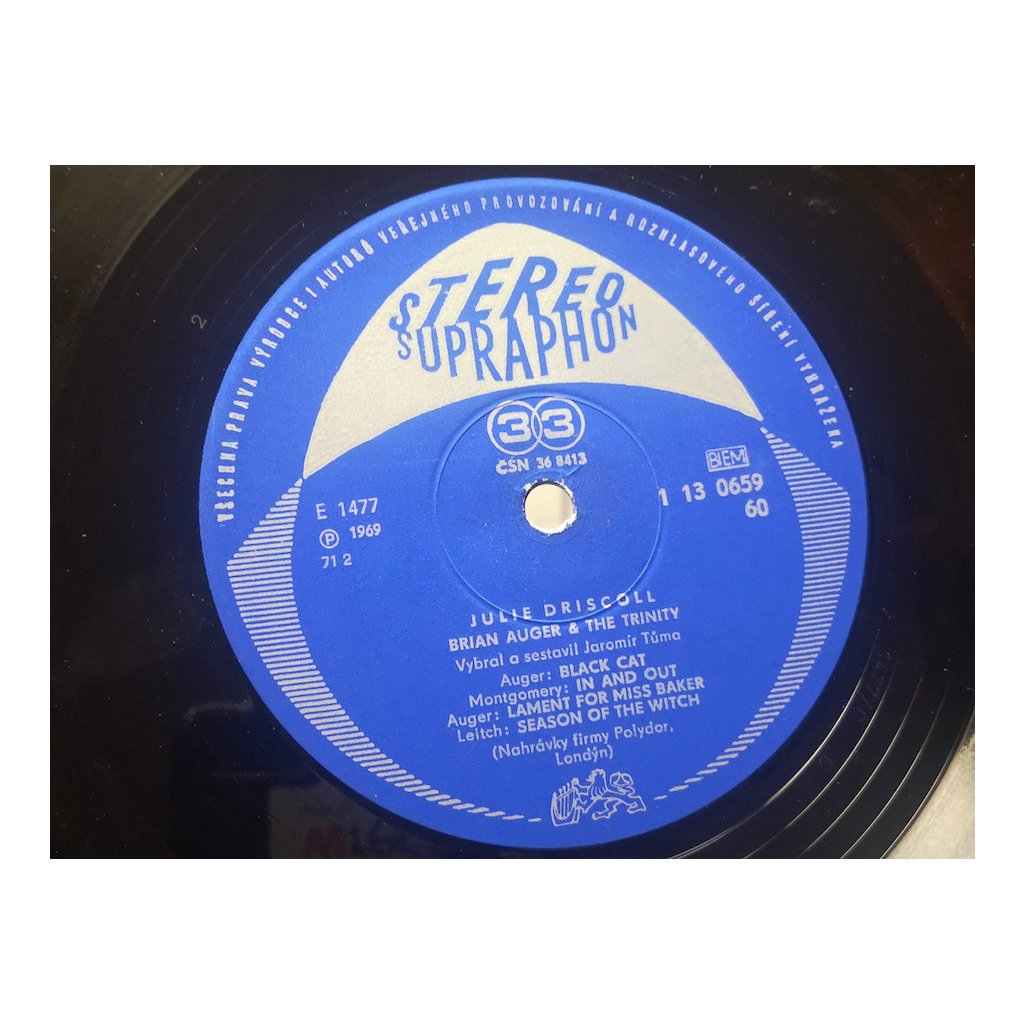 VŠECHNA PRÁVA VÝROBCE I AUTORŮ VEŘEJNÉHO PROVOZOVÁNÍ A ROZHLASOVÉHO ŠÍŘENÍ VYHRAZENA
STEREO
SUPRAPHON
33
ČSN 36 8413
BIEM
E 1477
1 13 0659
℗ 1969
60
71 2
JULIE DRISCOLL
BRIAN AUGER & THE TRINITY
Vybral a sestavil Jaromír Tůma
Auger: BLACK CAT
Montgomery: IN AND OUT
Auger: LAMENT FOR MISS BAKER
Leitch: SEASON OF THE WITCH
(Nahrávky firmy Polydor,
Londýn)
2